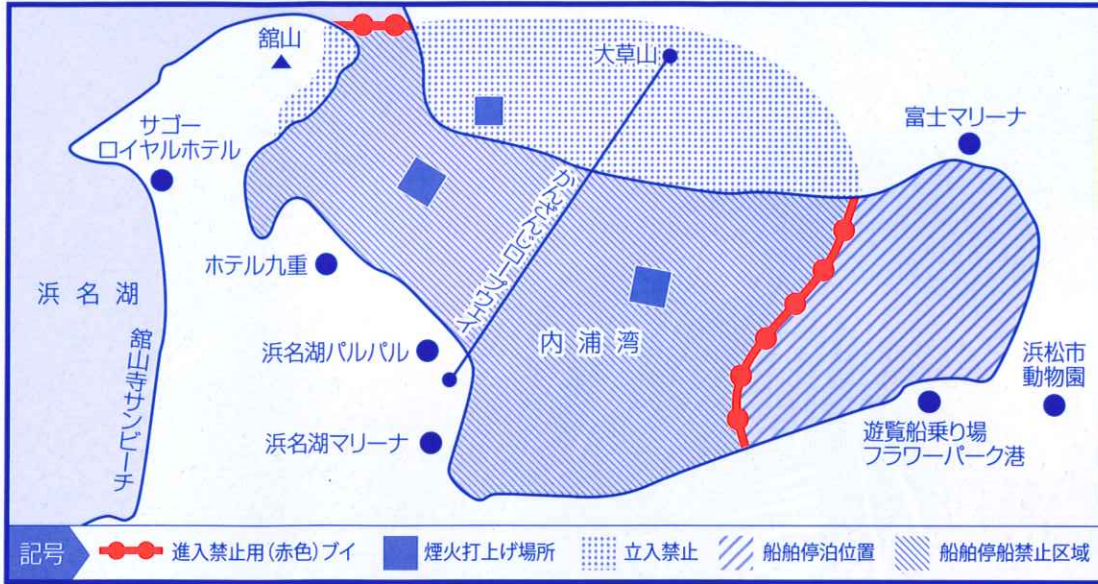 舘山
大草山
サゴー
ロイヤルホテル
富士マリーナ
かんざんじロープウェイ
ホテル九重
浜名湖
内浦湾
舘山寺サンビーチ
浜名湖パルパル
浜松市
動物園
浜名湖マリーナ
遊覧船乗り場
フラワーパーク港
記号
進入禁止用(赤色)ブイ
煙火打上げ場所
立入禁止
船舶停泊位置
船舶停船禁止区域